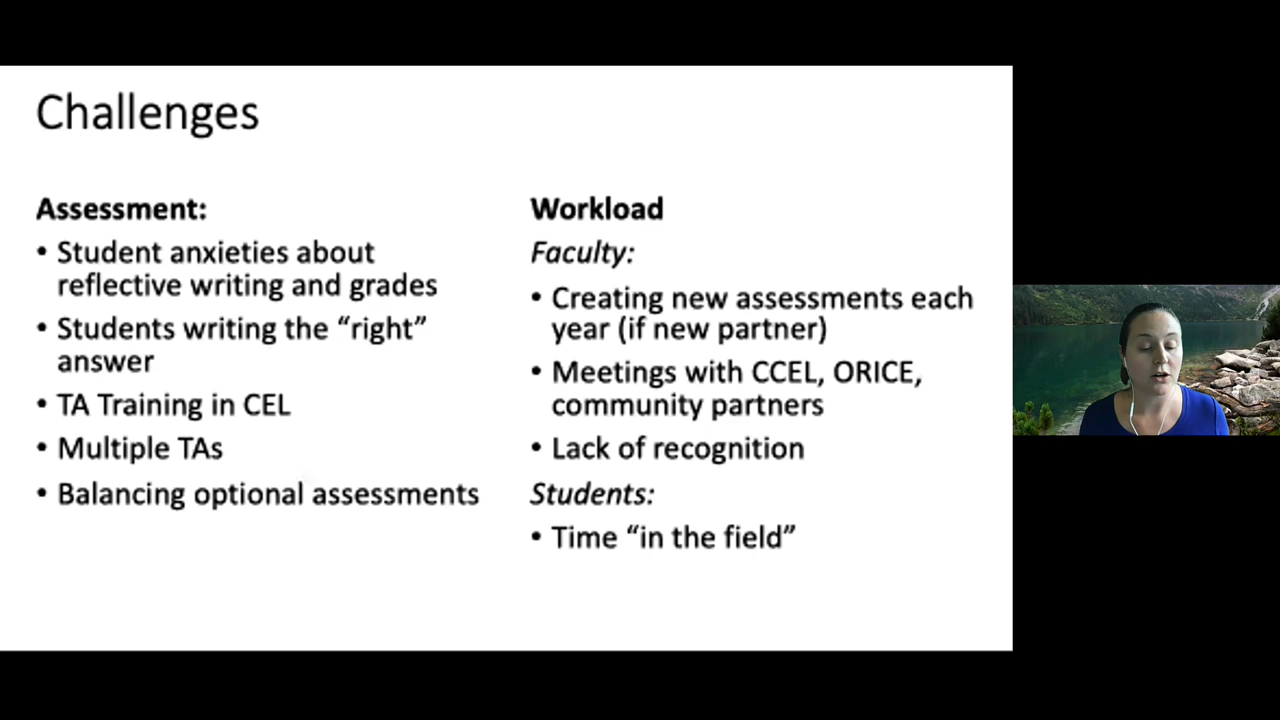 Challenges
Assessment:
• Student anxieties about
reflective writing and grades
• Students writing the “right”
answer
• TA Training in CEL
• Multiple TAs
• Balancing optional assessments
Workload
Faculty:
• Creating new assessments each
year (if new partner)
• Meetings with CCEL, ORICE,
community partners
• Lack of recognition
Students:
• Time “in the field”